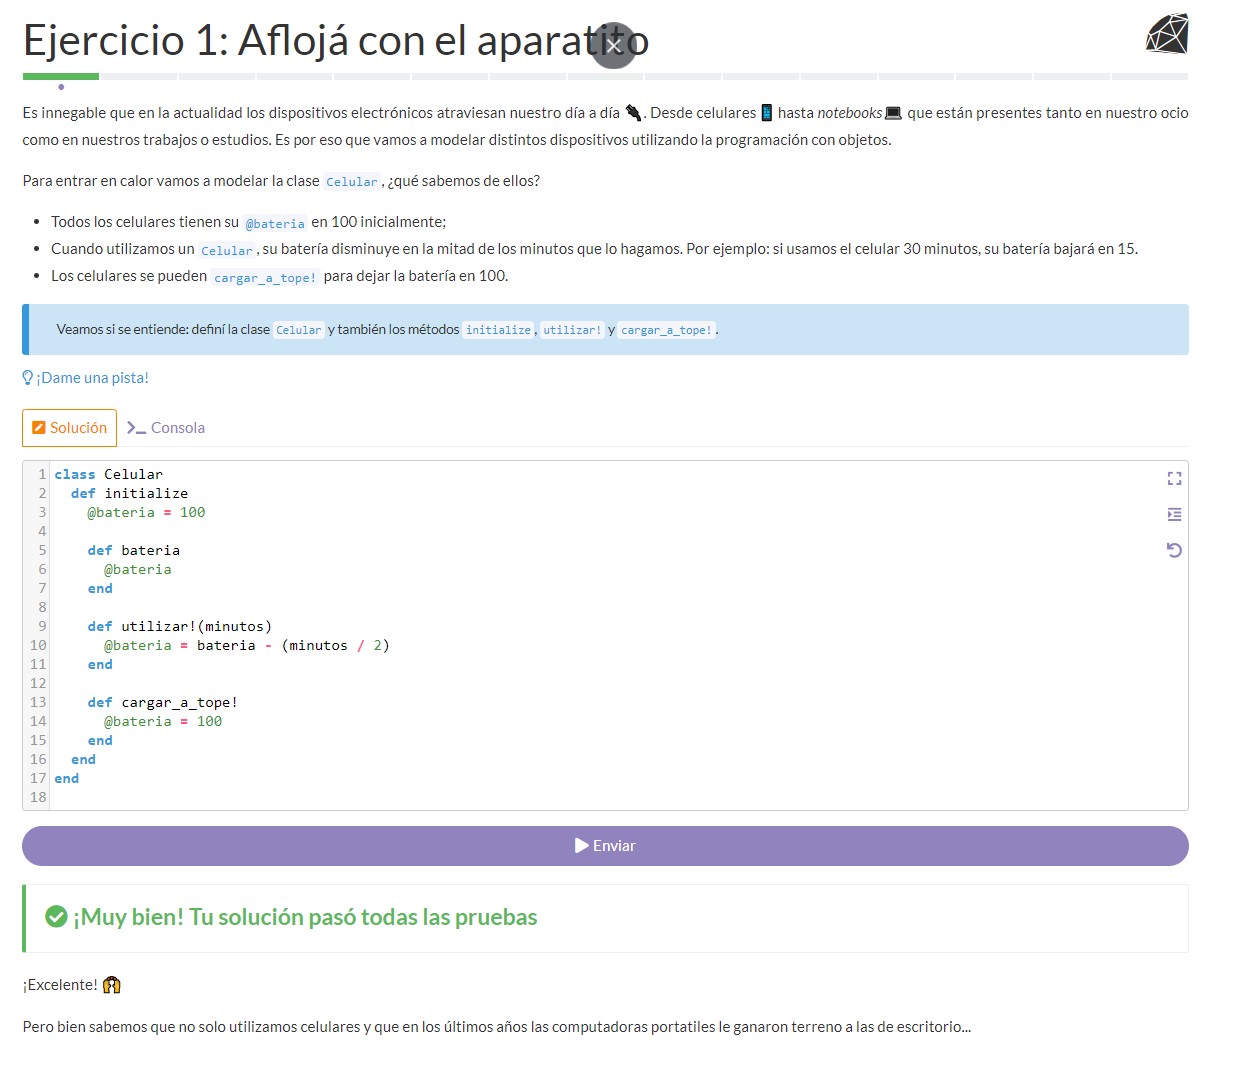 Ejercicio 1: Aflojá con el aparatito
Es innegable que en la actualidad los dispositivos electrónicos atraviesan nuestro día a día 🔌. Desde celulares 📱 hasta notebooks 💻 que están presentes tanto en nuestro ocio
como en nuestros trabajos o estudios. Es por eso que vamos a modelar distintos dispositivos utilizando la programación con objetos.
Para entrar en calor vamos a modelar la clase Celular, ¿qué sabemos de ellos?
• Todos los celulares tienen su @bateria en 100 inicialmente;
• Cuando utilizamos un Celular, su batería disminuye en la mitad de los minutos que lo hagamos. Por ejemplo: si usamos el celular 30 minutos, su batería bajará en 15.
• Los celulares se pueden cargar_a_tope! para dejar la batería en 100.
Veamos si se entiende: definí la clase Celular y también los métodos initialize, utilizar! y cargar_a_tope!.
¡Dame una pista!
Solución Consola
1 class Celular
2   def initialize
3     @bateria = 100
4
5     def bateria
6       @bateria
7     end
8
9     def utilizar!(minutos)
10       @bateria = bateria - (minutos / 2)
11     end
12
13     def cargar_a_tope!
14       @bateria = 100
15     end
16   end
17 end
18
Enviar
¡Muy bien! Tu solución pasó todas las pruebas
¡Excelente! 🙌
Pero bien sabemos que no solo utilizamos celulares y que en los últimos años las computadoras portatiles le ganaron terreno a las de escritorio...